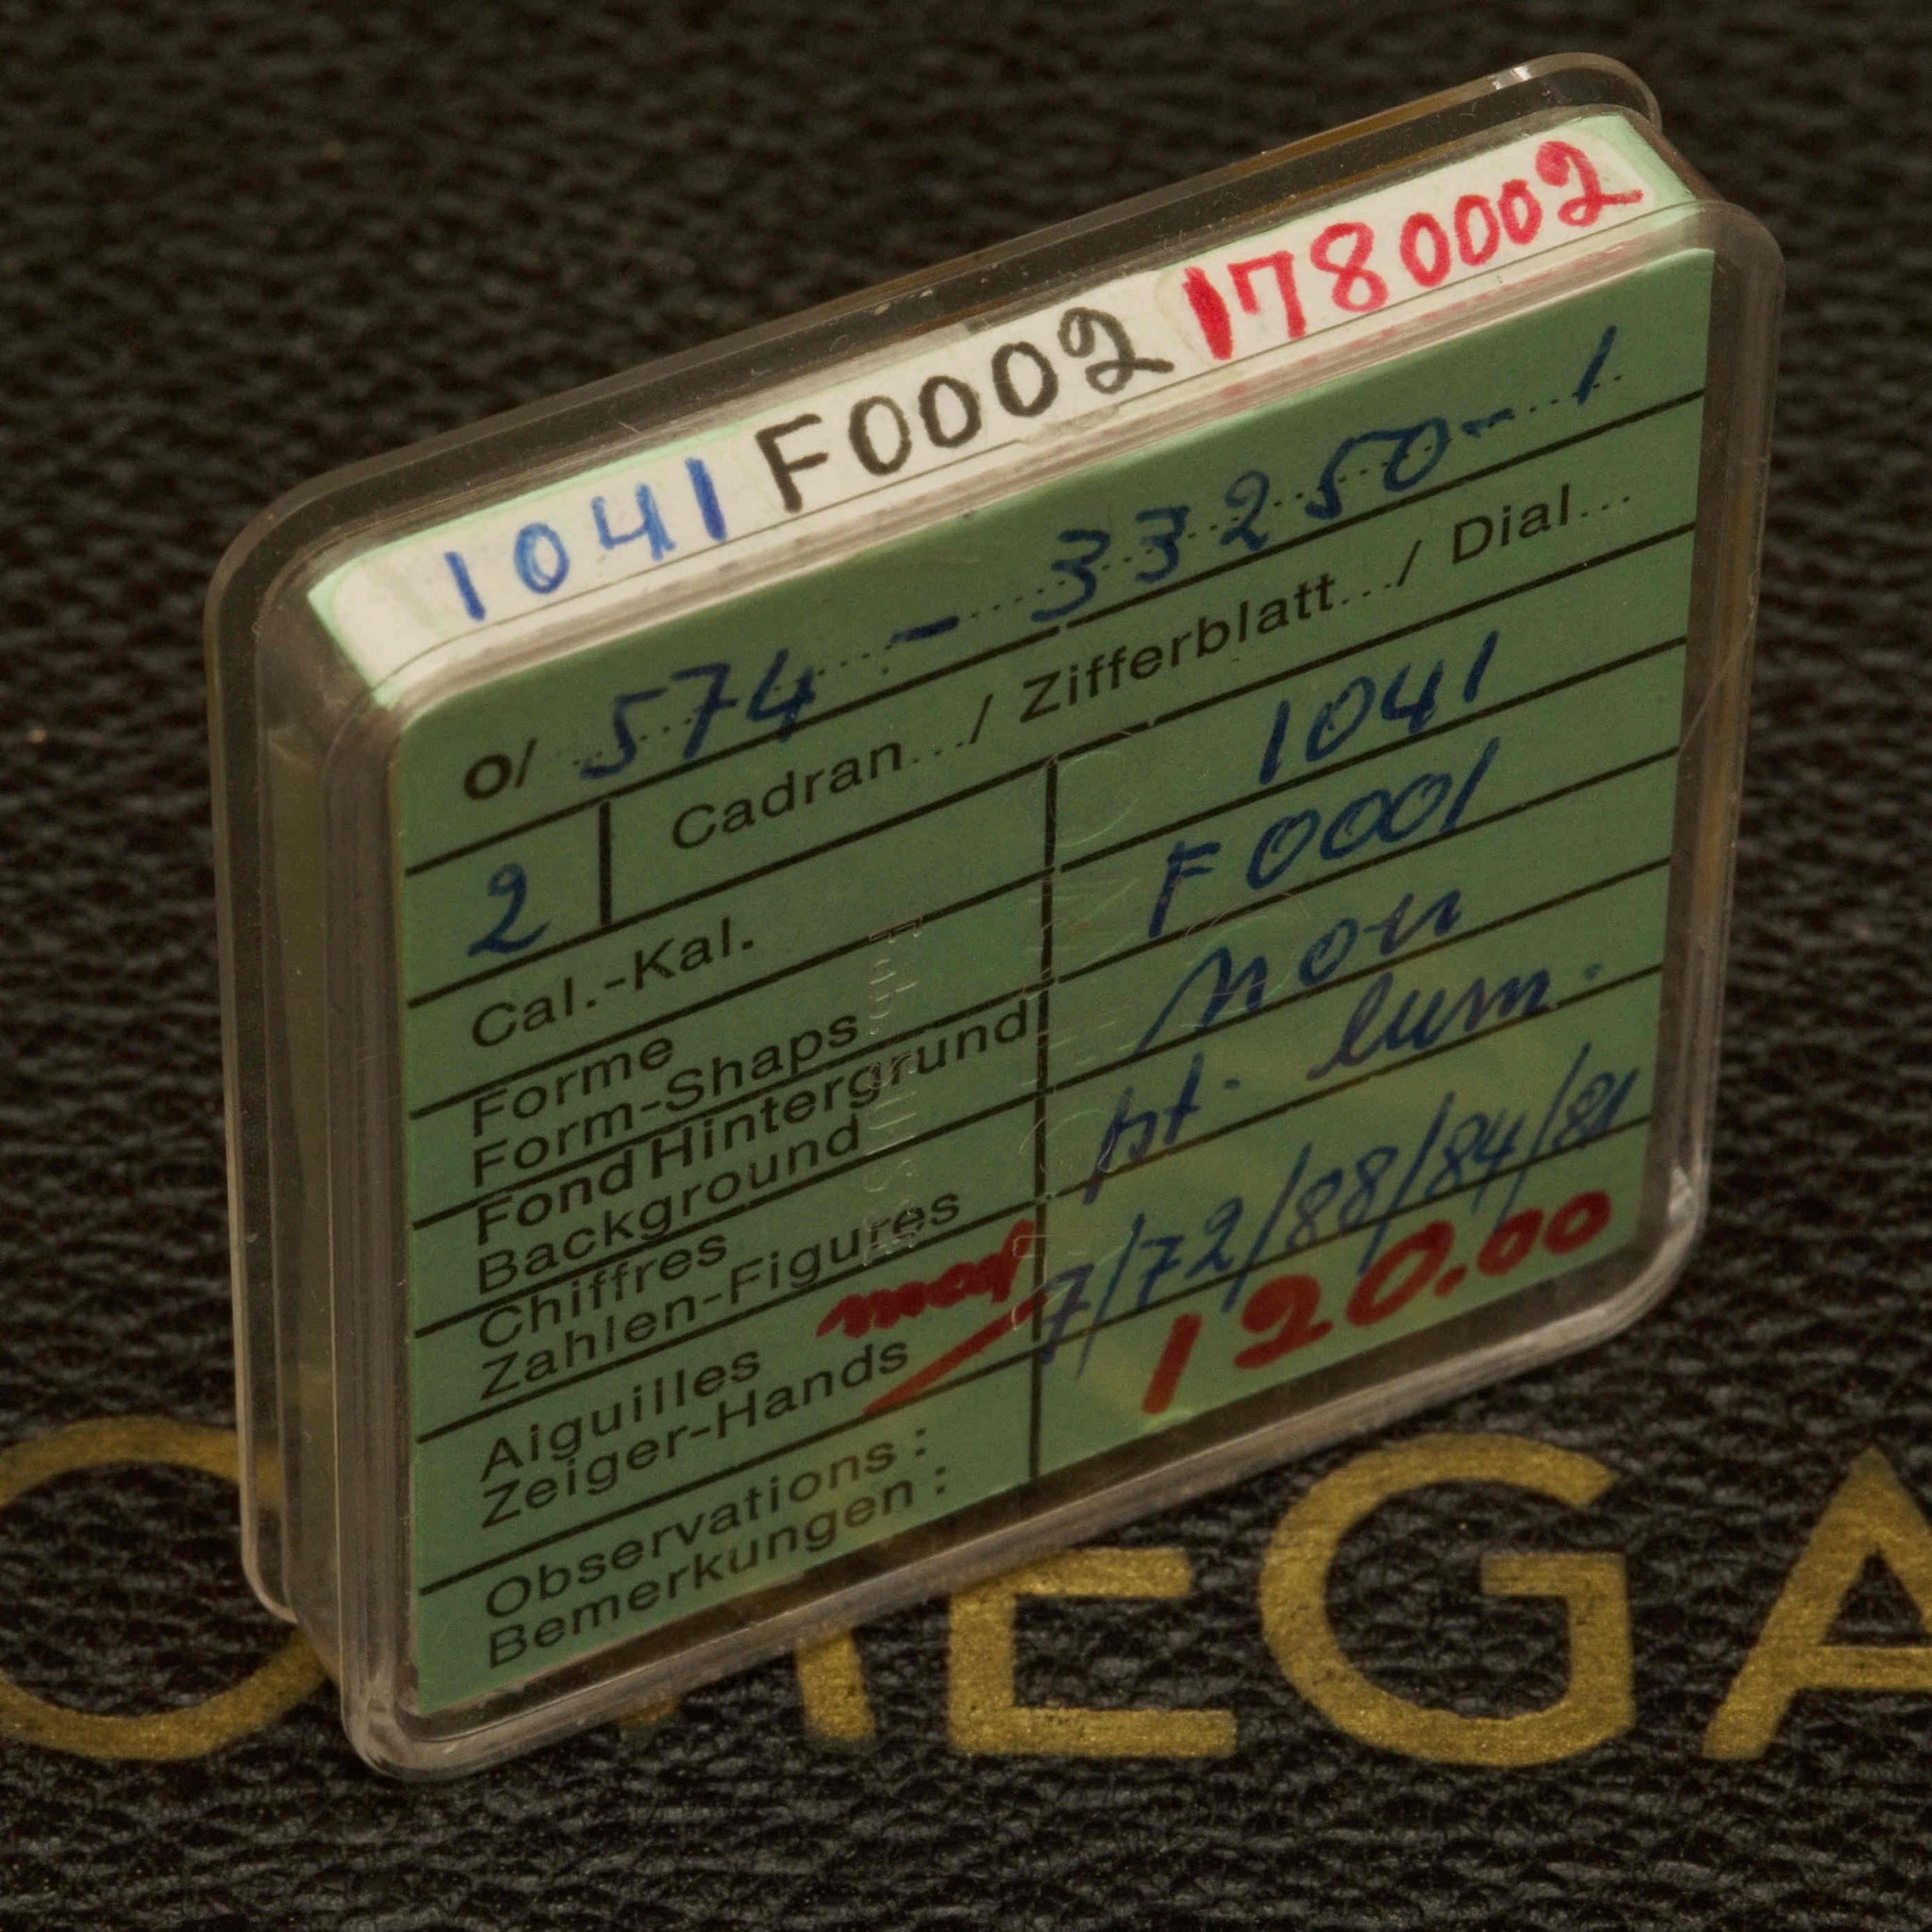 1041 F0002 1780002
O/ 574 - 33250 - 1
2 Cadran.../ Zifferblatt.../ Dial...
Cal.-Kal. 1041
Forme F0001
Form-Shaps
Fond Hintergrund
Background
Chiffres pt. lum.
Zahlen-Figures
Aiguilles 7/72/88/84/81
Zeiger-Hands
Observations: 120.00
Bemerkungen:
OMEGA